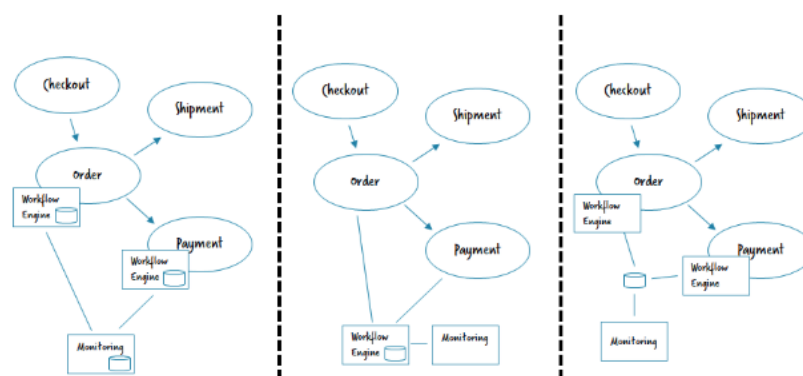 Checkout
Shipment
Order
Workflow
Engine
Payment
Workflow
Engine
Monitoring
Checkout
Shipment
Order
Payment
Workflow
Engine
Monitoring
Checkout
Shipment
Order
Workflow
Engine
Payment
Workflow
Engine
Monitoring